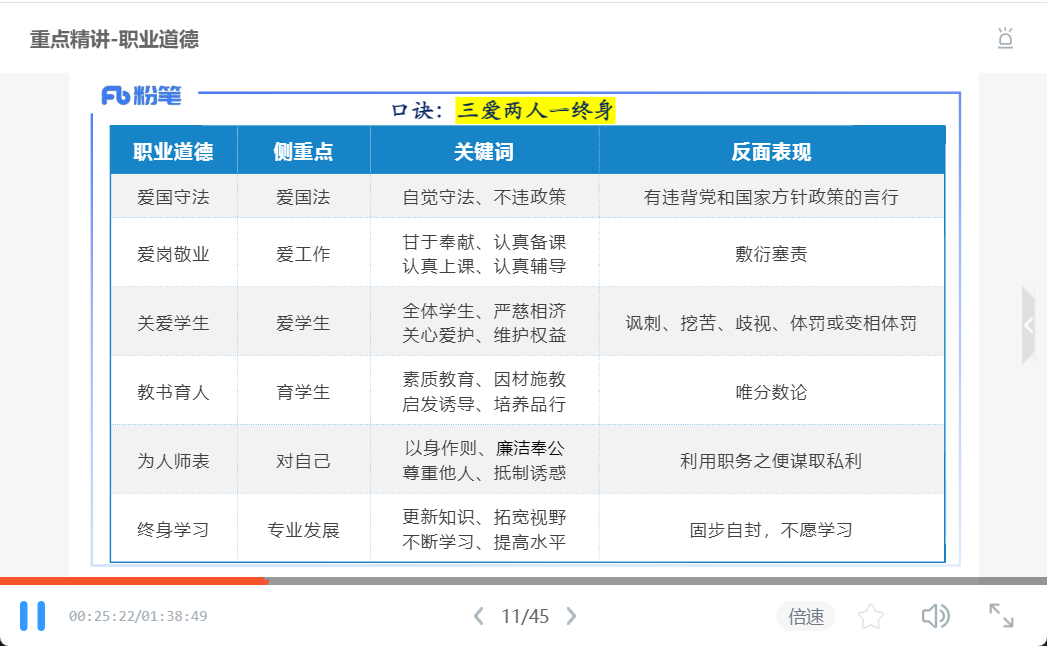 重点精讲-职业道德
粉笔
口诀：三爱两人一终身
职业道德 侧重点 关键词 反面表现
爱国守法 爱国法 自觉守法、不违政策 有违背党和国家方针政策的言行
爱岗敬业 爱工作 甘于奉献、认真备课
认真上课、认真辅导 敷衍塞责
关爱学生 爱学生 全体学生、严慈相济
关心爱护、维护权益 讽刺、挖苦、歧视、体罚或变相体罚
教书育人 育学生 素质教育、因材施教
启发诱导、培养品行 唯分数论
为人师表 对自己 以身作则、廉洁奉公
尊重他人、抵制诱惑 利用职务之便谋取私利
终身学习 专业发展 更新知识、拓宽视野
不断学习、提高水平 固步自封，不愿学习
00:25:22/01:38:49 11/45 倍速